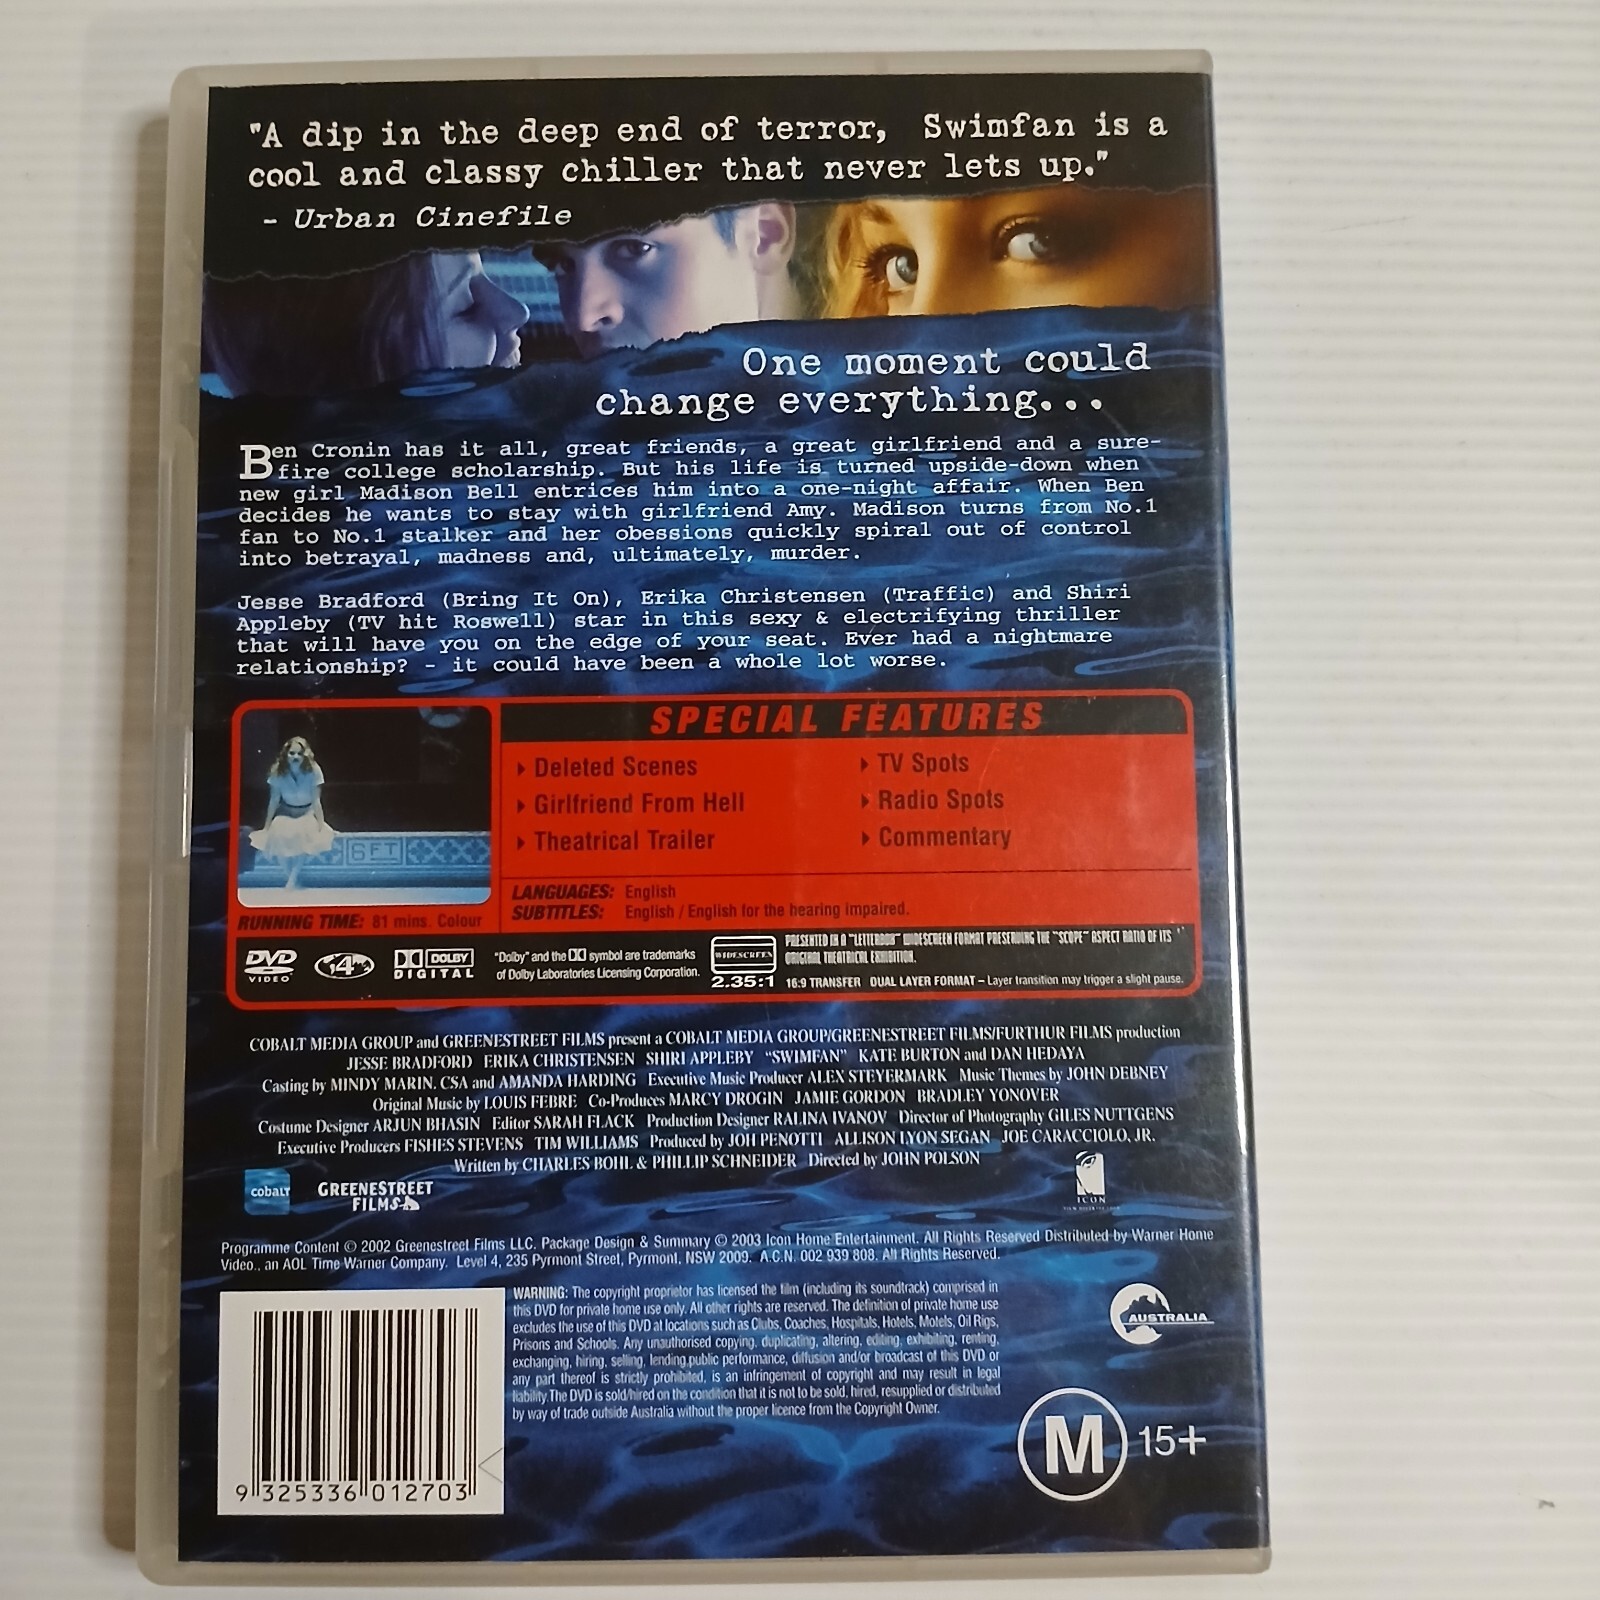 "A dip in the deep end of terror, Swimfan is a
cool and classy chiller that never lets up."
- Urban Cinefile
One moment could
change everything...
Ben Cronin has it all, great friends, a great girlfriend and a sure-
fire college scholarship. But his life is turned upside-down when
new girl Madison Bell entrices him into a one-night affair. When Ben
decides he wants to stay with girlfriend Amy. Madison turns from No.1
fan to No.1 stalker and her obessions quickly spiral out of control
into betrayal, madness and, ultimately, murder.
Jesse Bradford (Bring It On), Erika Christensen (Traffic) and Shiri
Appleby (TV hit Roswell) star in this sexy & electrifying thriller
that will have you on the edge of your seat. Ever had a nightmare
relationship? - it could have been a whole lot worse.
6FT
SPECIAL FEATURES
Deleted Scenes
Girlfriend From Hell
Theatrical Trailer
TV Spots
Radio Spots
Commentary
LANGUAGES: English
SUBTITLES: English / English for the hearing impaired.
RUNNING TIME: 81 mins. Colour
DVD
VIDEO
4
DOLBY
DIGITAL
"Dolby" and the symbol are trademarks
of Dolby Laboratories Licensing Corporation.
WIDESCREEN
2.35:1
PRESENTED IN A "LETTERBOX" WIDESCREEN FORMAT PRESERVING THE "SCOPE" ASPECT RATIO OF ITS
ORIGINAL THEATRICAL EXHIBITION.
16:9 TRANSFER DUAL LAYER FORMAT – Layer transition may trigger a slight pause.
COBALT MEDIA GROUP and GREENESTREET FILMS present a COBALT MEDIA GROUP/GREENESTREET FILMS/FURTHUR FILMS production
JESSE BRADFORD ERIKA CHRISTENSEN SHIRI APPLEBY "SWIMFAN" KATE BURTON and DAN HEDAYA
Casting by MINDY MARIN. CSA and AMANDA HARDING Executive Music Producer ALEX STEYERMARK Music Themes by JOHN DEBNEY
Original Music by LOUIS FEBRE Co-Produces MARCY DROGIN JAMIE GORDON BRADLEY YONOVER
Costume Designer ARJUN BHASIN Editor SARAH FLACK Production Designer RALINA IVANOV Director of Photography GILES NUTTGENS
Executive Producers FISHES STEVENS TIM WILLIAMS Produced by JOH PENOTTI ALLISON LYON SEGAN JOE CARACCIOLO, JR.
Written by CHARLES BOHL & PHILLIP SCHNEIDER Directed by JOHN POLSON
cobalt
GREENESTREET
FILMS
ICON
Programme Content © 2002 Greenestreet Films LLC. Package Design & Summary © 2003 Icon Home Entertainment. All Rights Reserved Distributed by Warner Home
Video., an AOL Time Warner Company. Level 4, 235 Pyrmont Street, Pyrmont, NSW 2009. A.C.N. 002 939 808. All Rights Reserved.
WARNING: The copyright proprietor has licensed the film (including its soundtrack) comprised in
this DVD for private home use only. All other rights are reserved. The definition of private home use
excludes the use of this DVD at locations such as Clubs, Coaches, Hospitals, Hotels, Motels, Oil Rigs,
Prisons and Schools. Any unauthorised copying, duplicating, altering, editing, exhibiting, renting,
exchanging, hiring, selling, lending,public performance, diffusion and/or broadcast of this DVD or
any part thereof is strictly prohibited, is an infringement of copyright and may result in legal
liability.The DVD is sold/hired on the condition that it is not to be sold, hired, resupplied or distributed
by way of trade outside Australia without the proper licence from the Copyright Owner.
AUSTRALIA
M 15+
9 325336 012703